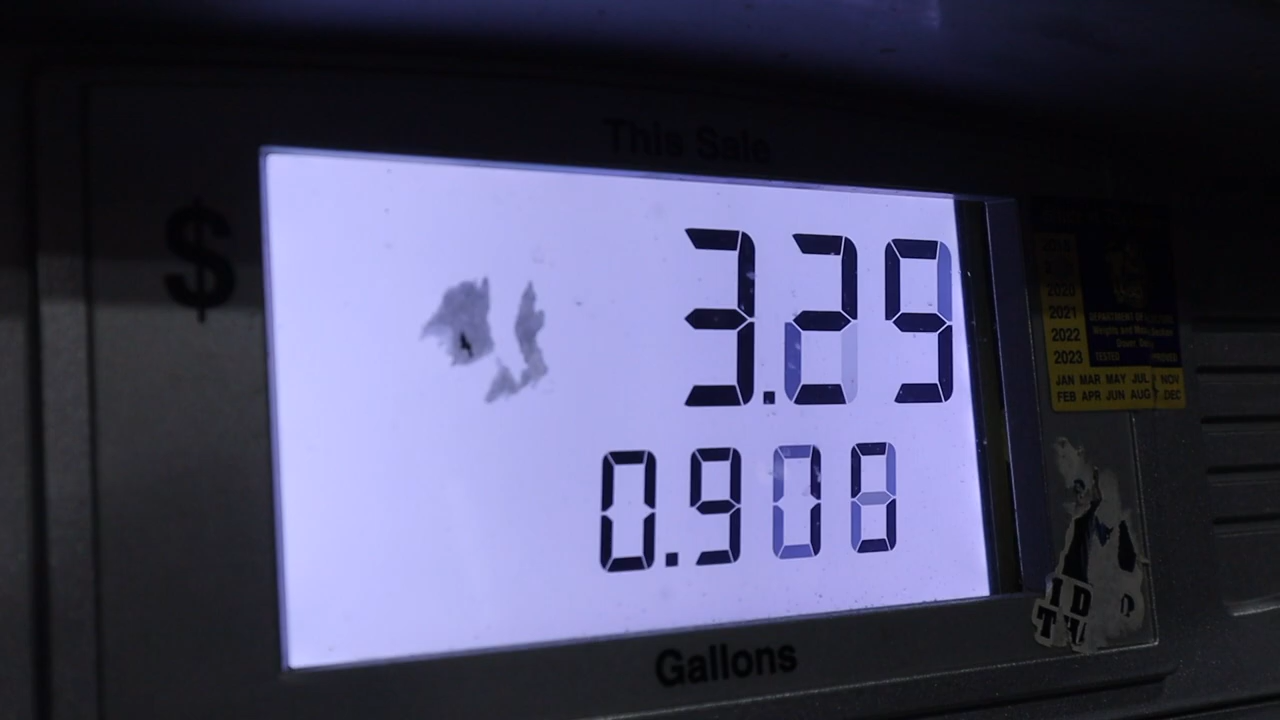 This Sale
$
3.29
0.908
Gallons
2020
2021
2022
2023
DEPARTMENT OF
Weights and
Dover,
TESTED
JAN MAR MAY JUL NOV
FEB APR JUN AUG DEC
I D